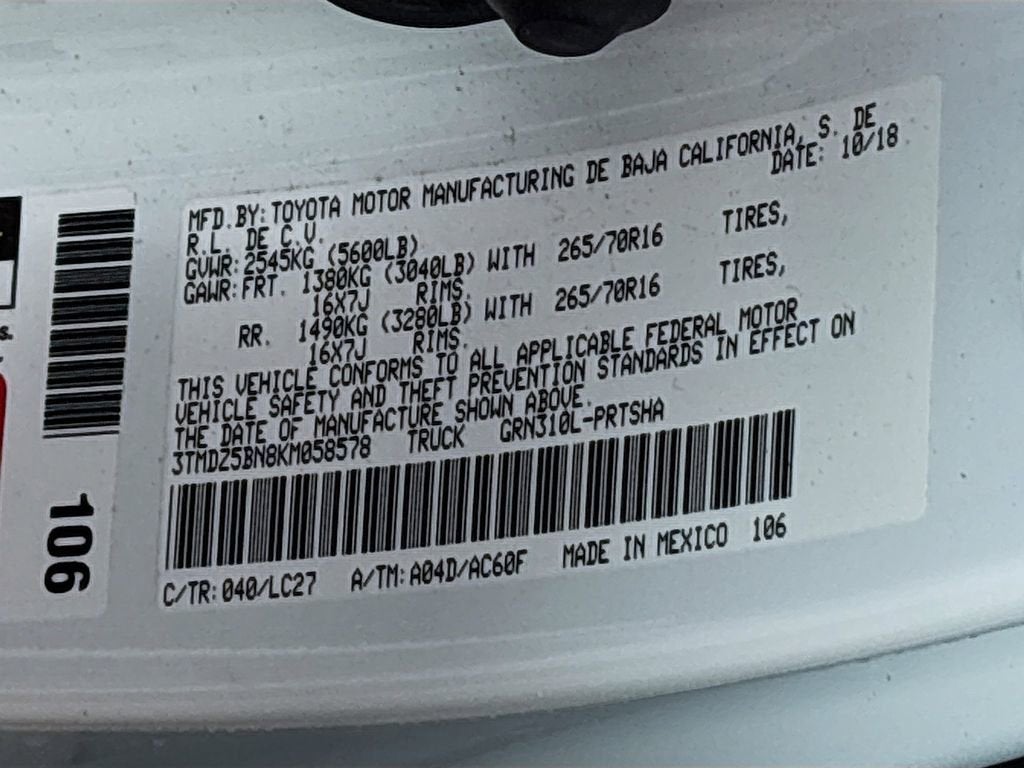 MFD.BY: TOYOTA MOTOR MANUFACTURING DE BAJA CALIFORNIA, S. DE
R.L. DE C.V. DATE: 10/18
GVWR: 2545KG (5600LB)
GAWR: FRT. 1380KG (3040LB) WITH 265/70R16 TIRES,
16X7J RIMS.
RR. 1490KG (3280LB) WITH 265/70R16 TIRES,
16X7J RIMS.
THIS VEHICLE CONFORMS TO ALL APPLICABLE FEDERAL MOTOR
VEHICLE SAFETY AND THEFT PREVENTION STANDARDS IN EFFECT ON
THE DATE OF MANUFACTURE SHOWN ABOVE.
3TMDZ5BN8KM058578 TRUCK GRN310L-PRTSHA
C/TR: 040/LC27 A/TM: A04D/AC60F MADE IN MEXICO 106
106
s.